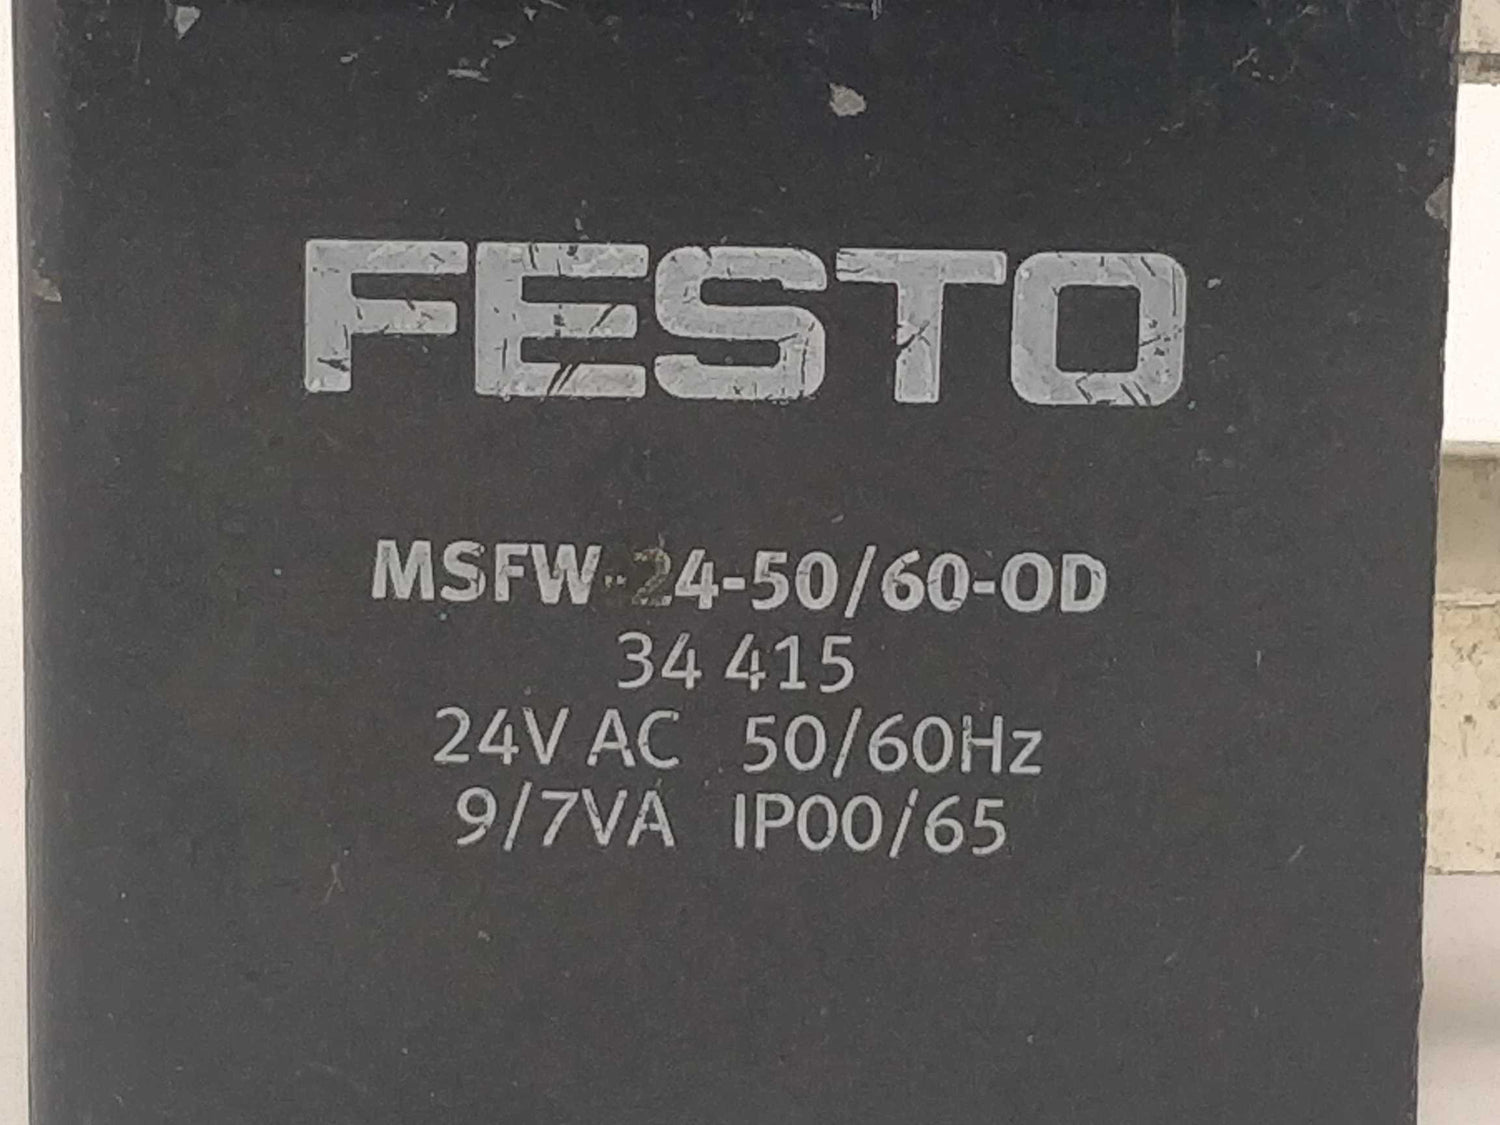 FESTO
MSFW-24-50/60-OD
34 415
24V AC 50/60Hz
9/7VA IP00/65